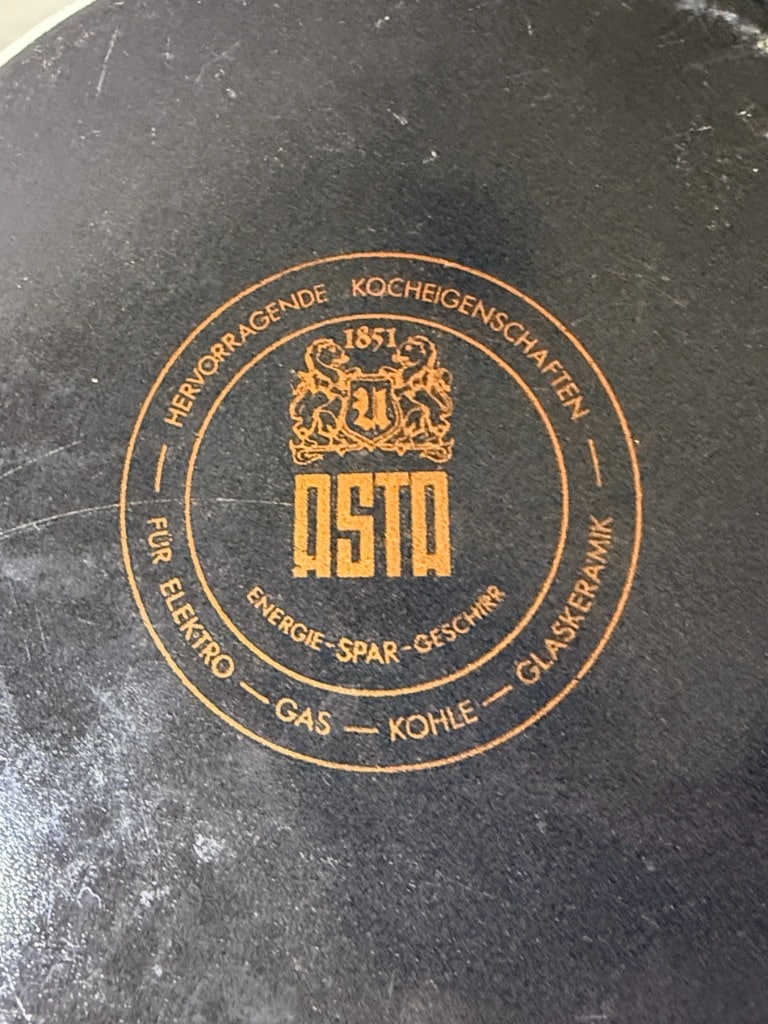 HERVORRAGENDE KOCHEIGENSCHAFTEN —
1851
U
ASTA
ENERGIE-SPAR-GESCHIRR
FÜR ELEKTRO — GAS — KOHLE — GLASKERAMIK —